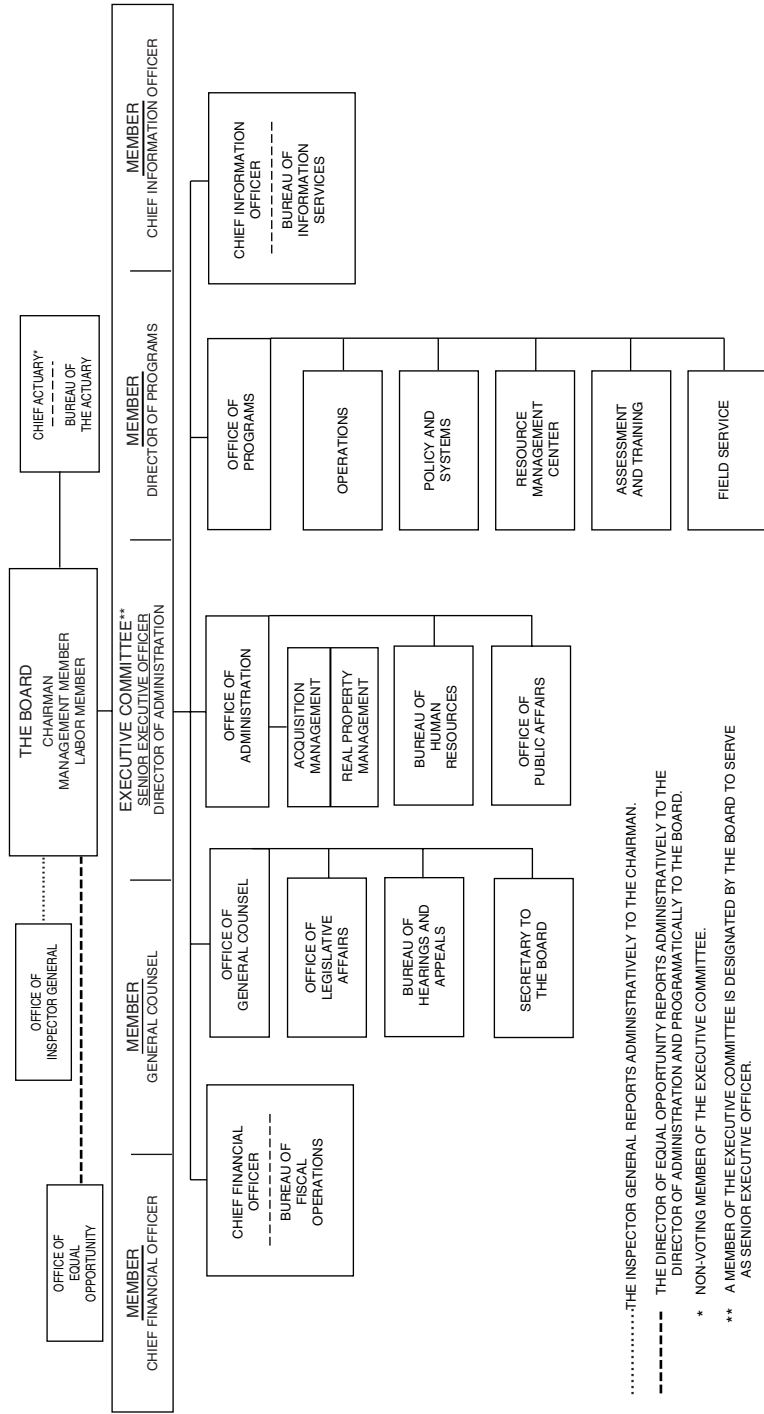 THE BOARD
CHAIRMAN
MANAGEMENT MEMBER
LABOR MEMBER
OFFICE OF
EQUAL
OPPORTUNITY
OFFICE OF
INSPECTOR GENERAL
CHIEF ACTUARY*
BUREAU OF
THE ACTUARY
MEMBER
CHIEF FINANCIAL OFFICER
MEMBER
GENERAL COUNSEL
EXECUTIVE COMMITTEE**
SENIOR EXECUTIVE OFFICER
DIRECTOR OF ADMINISTRATION
MEMBER
DIRECTOR OF PROGRAMS
MEMBER
CHIEF INFORMATION OFFICER
CHIEF FINANCIAL
OFFICER
BUREAU OF
FISCAL
OPERATIONS
OFFICE OF
GENERAL COUNSEL
OFFICE OF
LEGISLATIVE
AFFAIRS
BUREAU OF
HEARINGS AND
APPEALS
SECRETARY TO
THE BOARD
OFFICE OF
ADMINISTRATION
ACQUISITION
MANAGEMENT
REAL PROPERTY
MANAGEMENT
BUREAU OF
HUMAN
RESOURCES
OFFICE OF
PUBLIC AFFAIRS
OFFICE OF
PROGRAMS
OPERATIONS
POLICY AND
SYSTEMS
RESOURCE
MANAGEMENT
CENTER
ASSESSMENT
AND TRAINING
FIELD SERVICE
CHIEF INFORMATION
OFFICER
BUREAU OF
INFORMATION
SERVICES
THE INSPECTOR GENERAL REPORTS ADMINISTRATIVELY TO THE CHAIRMAN.
THE DIRECTOR OF EQUAL OPPORTUNITY REPORTS ADMINISTRATIVELY TO THE
DIRECTOR OF ADMINISTRATION AND PROGRAMATICALLY TO THE BOARD.
* NON-VOTING MEMBER OF THE EXECUTIVE COMMITTEE.
** A MEMBER OF THE EXECUTIVE COMMITTEE IS DESIGNATED BY THE BOARD TO SERVE
AS SENIOR EXECUTIVE OFFICER.